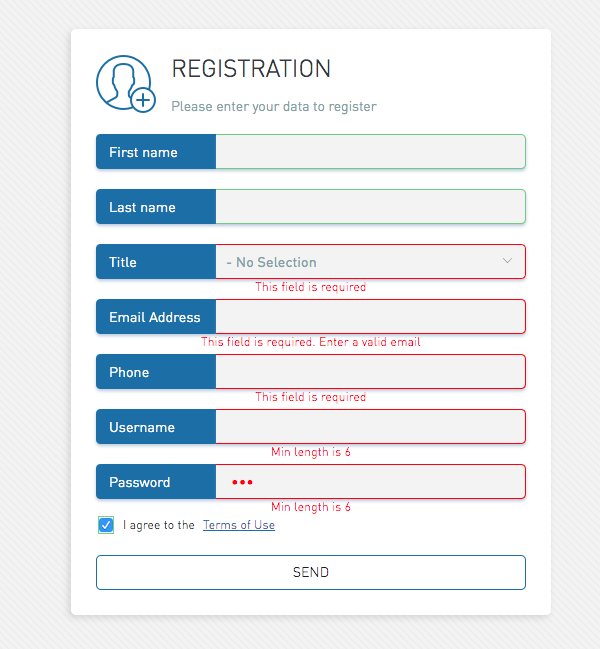 REGISTRATION
Please enter your data to register
First name
Last name
Title - No Selection
This field is required
Email Address
This field is required. Enter a valid email
Phone
This field is required
Username
Min length is 6
Password •••
Min length is 6
I agree to the Terms of Use
SEND